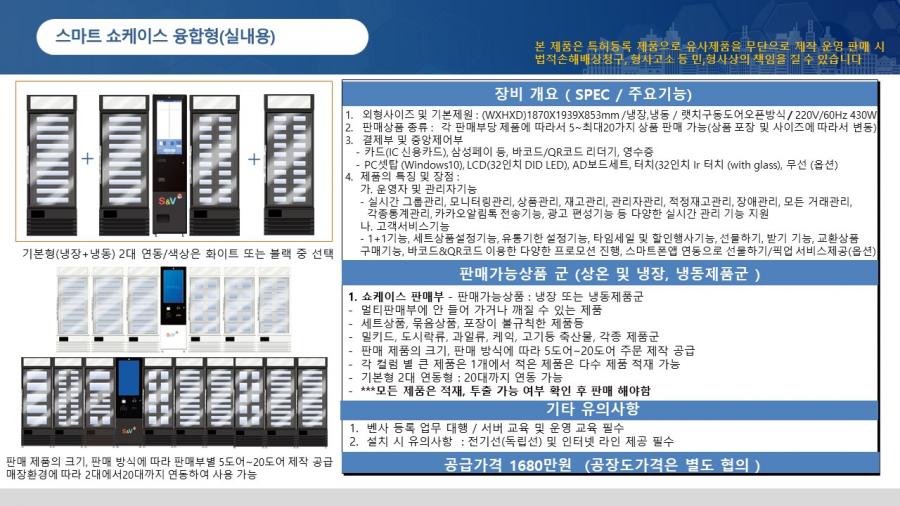 스마트 쇼케이스 융합형(실내용)
본 제품은 특허등록 제품으로 유사제품을 무단으로 제작 운영 판매 시
법적손해배상청구, 형사고소 등 민,형사상의 책임을 질 수 있습니다
S&V
기본형(냉장+냉동) 2대 연동/색상은 화이트 또는 블랙 중 선택
S&V
S&V
판매 제품의 크기, 판매 방식에 따라 판매부별 5도어~20도어 제작 공급
매장환경에 따라 2대에서20대까지 연동하여 사용 가능
장비 개요 ( SPEC / 주요기능)
1. 외형사이즈 및 기본제원 : (WXHXD)1870X1939X853mm /냉장,냉동 / 랫치구동도어오픈방식 / 220V/60Hz 430W
2. 판매상품 종류 : 각 판매부당 제품에 따라서 5~최대20가지 상품 판매 가능(상품 포장 및 사이즈에 따라서 변동)
3. 결제부 및 중앙제어부
- 카드(IC 신용카드), 삼성페이 등, 바코드/QR코드 리더기, 영수증
- PC셋탑 (Windows10), LCD(32인치 DID LED), AD보드세트, 터치(32인치 Ir 터치 (with glass), 무선 (옵션)
4. 제품의 특징 및 장점 :
가. 운영자 및 관리자기능
- 실시간 그룹관리, 모니터링관리, 상품관리, 재고관리, 관리자관리, 적정재고관리, 장애관리, 모든 거래관리,
각종통계관리, 카카오알림톡 전송기능, 광고 편성기능 등 다양한 실시간 관리 기능 지원
나. 고객서비스기능
- 1+1기능, 세트상품설정기능, 유통기한 설정기능, 타임세일 및 할인행사기능, 선물하기, 받기 기능, 교환상품
구매기능, 바코드&QR코드 이용한 다양한 프로모션 진행, 스마트폰앱 연동으로 선물하기/픽업 서비스제공(옵션)
판매가능상품 군 (상온 및 냉장, 냉동제품군 )
1. 쇼케이스 판매부 - 판매가능상품 : 냉장 또는 냉동제품군
- 멀티판매부에 안 들어 가거나 깨질 수 있는 제품
- 세트상품, 묶음상품, 포장이 불규칙한 제품등
- 밀키드, 도시락류, 과일류, 케익, 고기등 축산물, 각종 제품군
- 판매 제품의 크기, 판매 방식에 따라 5도어~20도어 주문 제작 공급
- 각 컬럼 별 큰 제품은 1개에서 적은 제품은 다수 제품 적재 가능
- 기본형 2대 연동형 : 20대까지 연동 가능
- ***모든 제품은 적재, 투출 가능 여부 확인 후 판매 해야함
기타 유의사항
1. 벤사 등록 업무 대행 / 서버 교육 및 운영 교육 필수
2. 설치 시 유의사항 : 전기선(독립선) 및 인터넷 라인 제공 필수
공급가격 1680만원 (공장도가격은 별도 협의 )